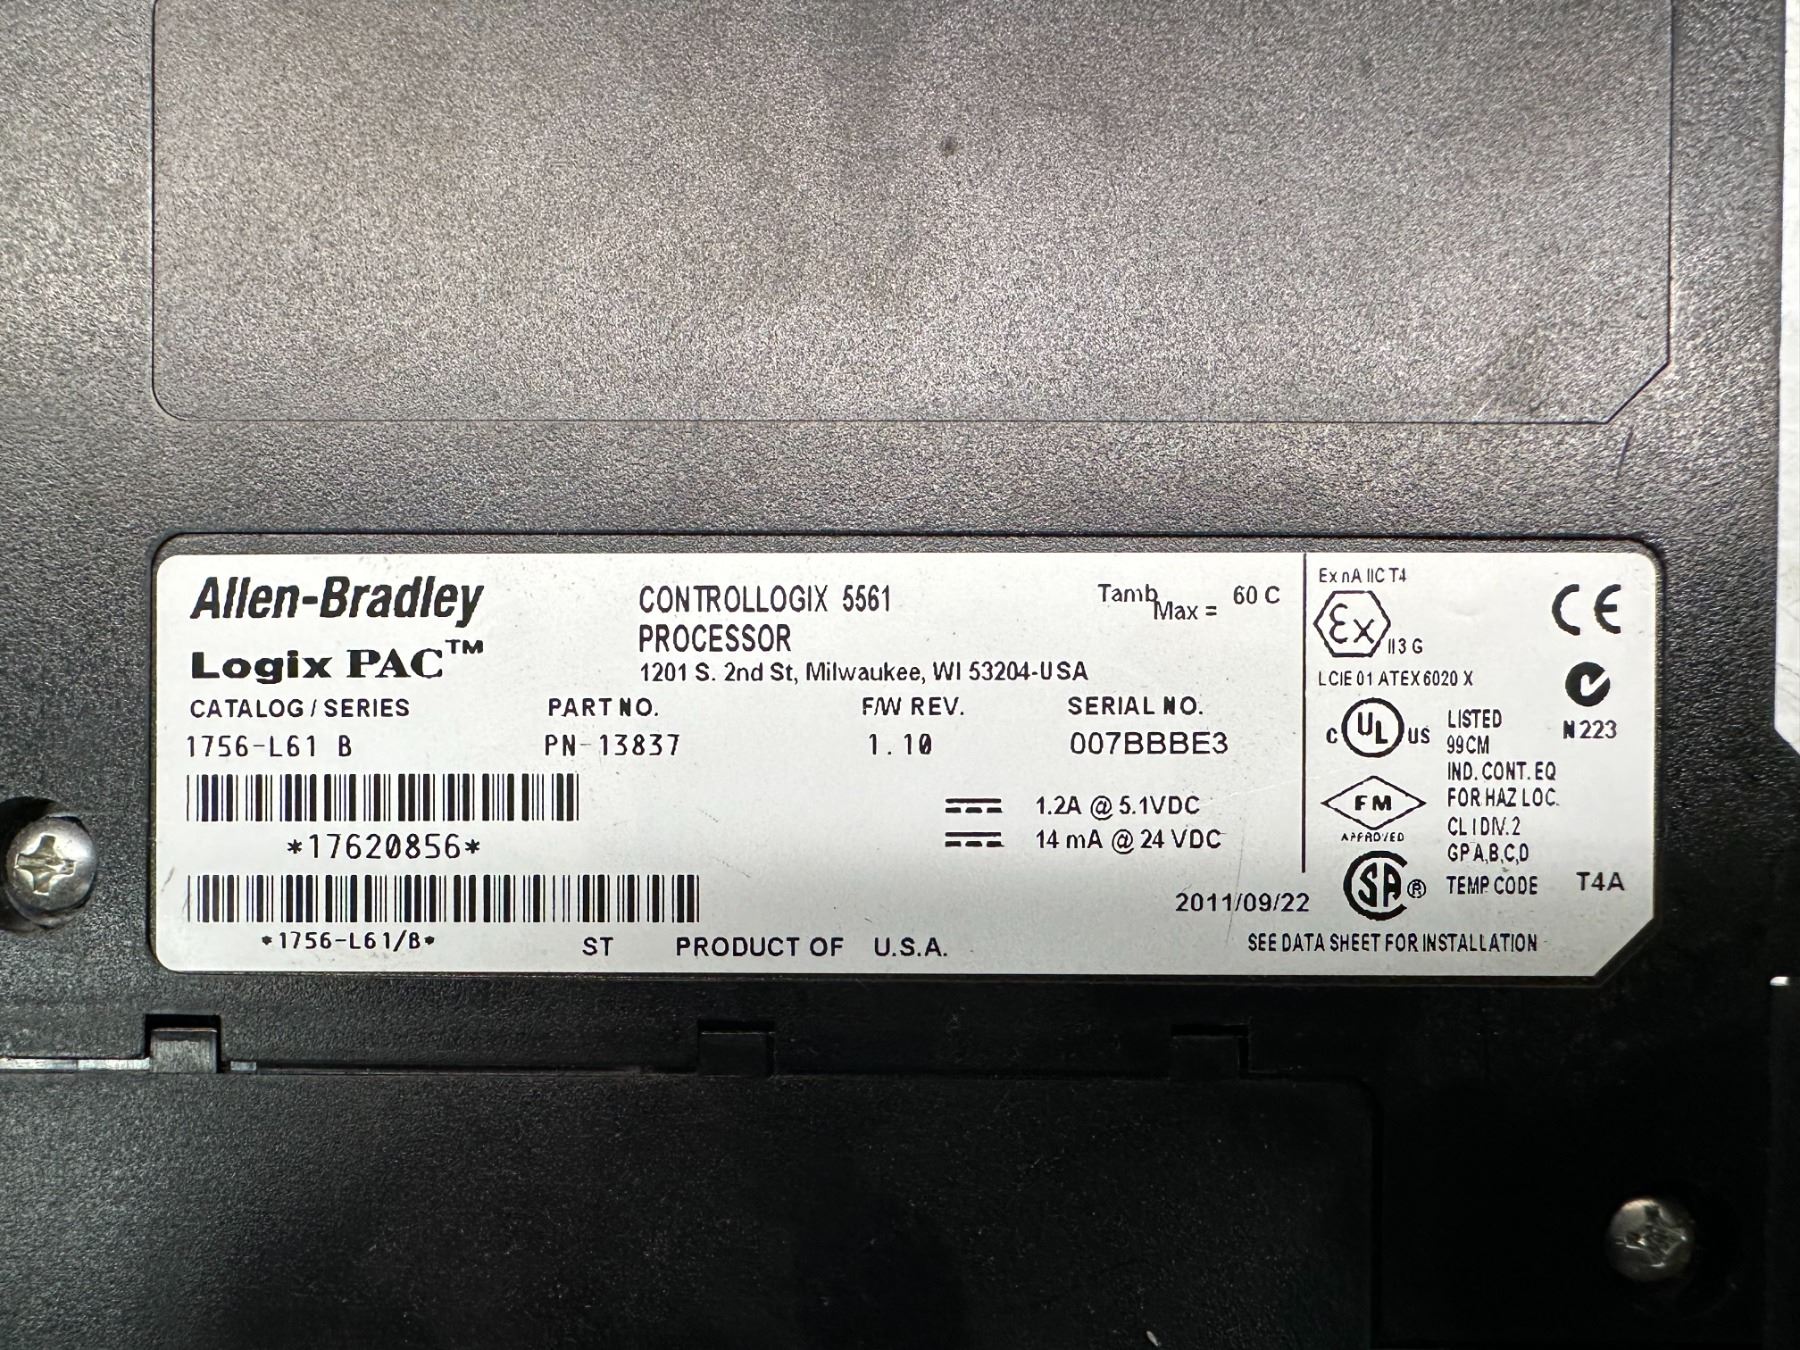 Allen-Bradley
Logix PAC™
CONTROLLOGIX 5561
PROCESSOR
1201 S. 2nd St, Milwaukee, WI 53204-USA
Tamb Max = 60 C
CATALOG / SERIES PART NO. F/W REV. SERIAL NO.
1756-L61 B PN-13837 1.10 007BBBE3
*17620856*
1.2A @ 5.1VDC
14 mA @ 24 VDC
2011/09/22
*1756-L61/B*
ST PRODUCT OF U.S.A.
Ex nA IIC T4
Ex II 3 G
CE
LCIE 01 ATEX 6020 X
N223
C UL US LISTED
99CM
IND. CONT. EQ
FOR HAZ LOC.
CL I DIV. 2
GP A,B,C,D
TEMP CODE T4A
FM
APPROVED
SA ®
SEE DATA SHEET FOR INSTALLATION